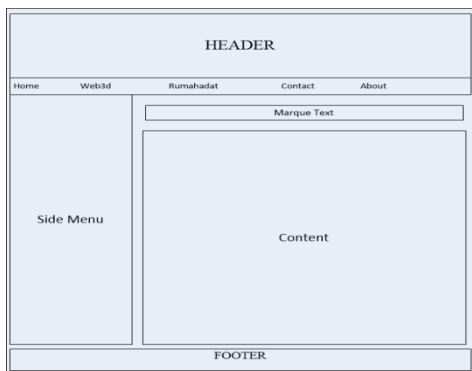 HEADER
Home Web3d Rumahadat Contact About
Marque Text
Side Menu
Content
FOOTER